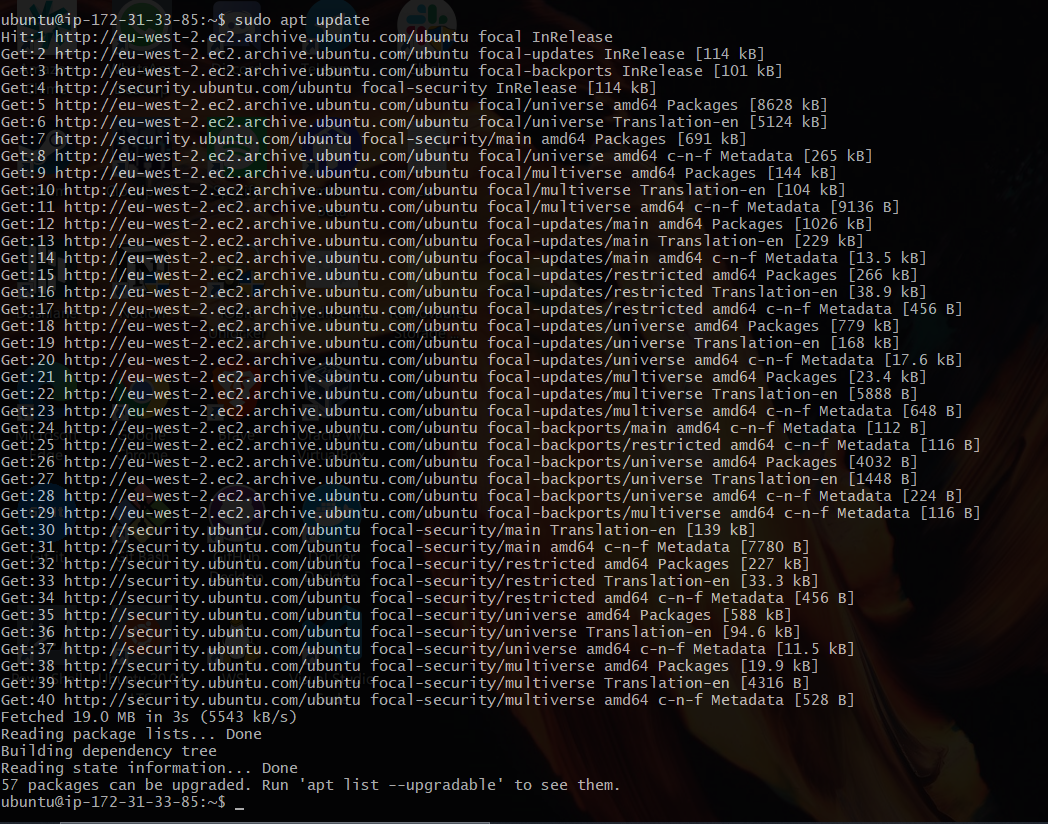 ubuntu@ip-172-31-33-85:~$ sudo apt update
Hit:1 http://eu-west-2.ec2.archive.ubuntu.com/ubuntu focal InRelease
Get:2 http://eu-west-2.ec2.archive.ubuntu.com/ubuntu focal-updates InRelease [114 kB]
Get:3 http://eu-west-2.ec2.archive.ubuntu.com/ubuntu focal-backports InRelease [101 kB]
Get:4 http://security.ubuntu.com/ubuntu focal-security InRelease [114 kB]
Get:5 http://eu-west-2.ec2.archive.ubuntu.com/ubuntu focal/universe amd64 Packages [8628 kB]
Get:6 http://eu-west-2.ec2.archive.ubuntu.com/ubuntu focal/universe Translation-en [5124 kB]
Get:7 http://security.ubuntu.com/ubuntu focal-security/main amd64 Packages [691 kB]
Get:8 http://eu-west-2.ec2.archive.ubuntu.com/ubuntu focal/universe amd64 c-n-f Metadata [265 kB]
Get:9 http://eu-west-2.ec2.archive.ubuntu.com/ubuntu focal/multiverse amd64 Packages [144 kB]
Get:10 http://eu-west-2.ec2.archive.ubuntu.com/ubuntu focal/multiverse Translation-en [104 kB]
Get:11 http://eu-west-2.ec2.archive.ubuntu.com/ubuntu focal/multiverse amd64 c-n-f Metadata [9136 B]
Get:12 http://eu-west-2.ec2.archive.ubuntu.com/ubuntu focal-updates/main amd64 Packages [1026 kB]
Get:13 http://eu-west-2.ec2.archive.ubuntu.com/ubuntu focal-updates/main Translation-en [229 kB]
Get:14 http://eu-west-2.ec2.archive.ubuntu.com/ubuntu focal-updates/main amd64 c-n-f Metadata [13.5 kB]
Get:15 http://eu-west-2.ec2.archive.ubuntu.com/ubuntu focal-updates/restricted amd64 Packages [266 kB]
Get:16 http://eu-west-2.ec2.archive.ubuntu.com/ubuntu focal-updates/restricted Translation-en [38.9 kB]
Get:17 http://eu-west-2.ec2.archive.ubuntu.com/ubuntu focal-updates/restricted amd64 c-n-f Metadata [456 B]
Get:18 http://eu-west-2.ec2.archive.ubuntu.com/ubuntu focal-updates/universe amd64 Packages [779 kB]
Get:19 http://eu-west-2.ec2.archive.ubuntu.com/ubuntu focal-updates/universe Translation-en [168 kB]
Get:20 http://eu-west-2.ec2.archive.ubuntu.com/ubuntu focal-updates/universe amd64 c-n-f Metadata [17.6 kB]
Get:21 http://eu-west-2.ec2.archive.ubuntu.com/ubuntu focal-updates/multiverse amd64 Packages [23.4 kB]
Get:22 http://eu-west-2.ec2.archive.ubuntu.com/ubuntu focal-updates/multiverse Translation-en [5888 B]
Get:23 http://eu-west-2.ec2.archive.ubuntu.com/ubuntu focal-updates/multiverse amd64 c-n-f Metadata [648 B]
Get:24 http://eu-west-2.ec2.archive.ubuntu.com/ubuntu focal-backports/main amd64 c-n-f Metadata [112 B]
Get:25 http://eu-west-2.ec2.archive.ubuntu.com/ubuntu focal-backports/restricted amd64 c-n-f Metadata [116 B]
Get:26 http://eu-west-2.ec2.archive.ubuntu.com/ubuntu focal-backports/universe amd64 Packages [4032 B]
Get:27 http://eu-west-2.ec2.archive.ubuntu.com/ubuntu focal-backports/universe Translation-en [1448 B]
Get:28 http://eu-west-2.ec2.archive.ubuntu.com/ubuntu focal-backports/universe amd64 c-n-f Metadata [224 B]
Get:29 http://eu-west-2.ec2.archive.ubuntu.com/ubuntu focal-backports/multiverse amd64 c-n-f Metadata [116 B]
Get:30 http://security.ubuntu.com/ubuntu focal-security/main Translation-en [139 kB]
Get:31 http://security.ubuntu.com/ubuntu focal-security/main amd64 c-n-f Metadata [7780 B]
Get:32 http://security.ubuntu.com/ubuntu focal-security/restricted amd64 Packages [227 kB]
Get:33 http://security.ubuntu.com/ubuntu focal-security/restricted Translation-en [33.3 kB]
Get:34 http://security.ubuntu.com/ubuntu focal-security/restricted amd64 c-n-f Metadata [456 B]
Get:35 http://security.ubuntu.com/ubuntu focal-security/universe amd64 Packages [588 kB]
Get:36 http://security.ubuntu.com/ubuntu focal-security/universe Translation-en [94.6 kB]
Get:37 http://security.ubuntu.com/ubuntu focal-security/universe amd64 c-n-f Metadata [11.5 kB]
Get:38 http://security.ubuntu.com/ubuntu focal-security/multiverse amd64 Packages [19.9 kB]
Get:39 http://security.ubuntu.com/ubuntu focal-security/multiverse Translation-en [4316 B]
Get:40 http://security.ubuntu.com/ubuntu focal-security/multiverse amd64 c-n-f Metadata [528 B]
Fetched 19.0 MB in 3s (5543 kB/s)
Reading package lists... Done
Building dependency tree
Reading state information... Done
57 packages can be upgraded. Run 'apt list --upgradable' to see them.
ubuntu@ip-172-31-33-85:~$ _